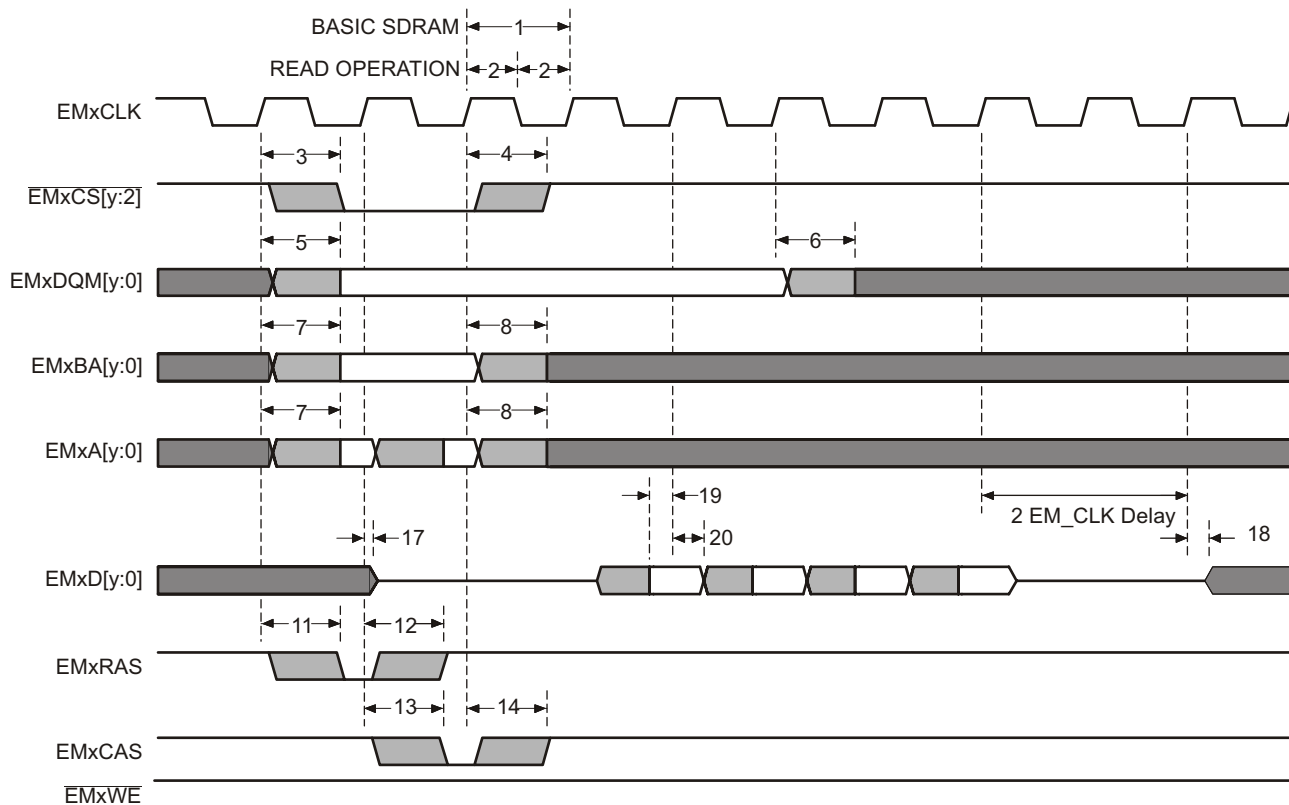 BASIC SDRAM 1
READ OPERATION 2 2
EMxCLK
3 4
EMxCS[y:2]
5 6
EMxDQM[y:0]
7 8
EMxBA[y:0]
7 8
EMxA[y:0]
19
2 EM_CLK Delay
17 20 18
EMxD[y:0]
11 12
EMxRAS
13 14
EMxCAS
EMxWE